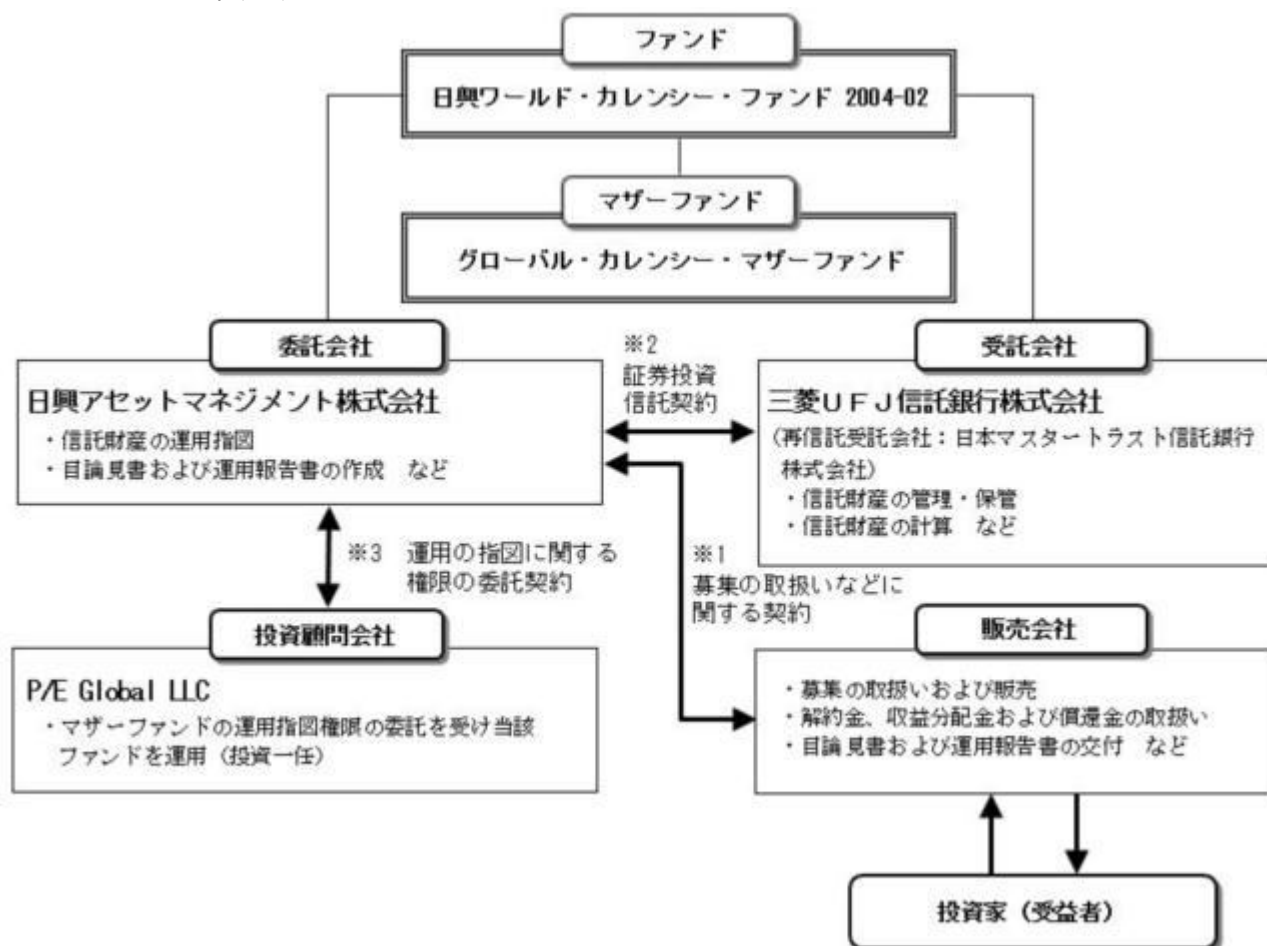 ファンド
日興ワールド・カレンシー・ファンド 2004-02
マザーファンド
グローバル・カレンシー・マザーファンド
委託会社
日興アセットマネジメント株式会社
・信託財産の運用指図
・目論見書および運用報告書の作成 など
※2
証券投資
信託契約
受託会社
三菱UFJ信託銀行株式会社
(再信託受託会社:日本マスタートラスト信託銀行
株式会社)
・信託財産の管理・保管
・信託財産の計算 など
※3 運用の指図に関する
権限の委託契約
※1
募集の取扱いなどに
関する契約
投資顧問会社
P/E Global LLC
・マザーファンドの運用指図権限の委託を受け当該
ファンドを運用(投資一任)
販売会社
・募集の取扱いおよび販売
・解約金、収益分配金および償還金の取扱い
・目論見書および運用報告書の交付 など
投資家(受益者)